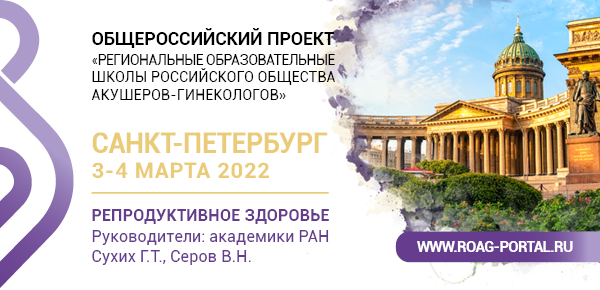 ОБЩЕРОССИЙСКИЙ ПРОЕКТ
«РЕГИОНАЛЬНЫЕ ОБРАЗОВАТЕЛЬНЫЕ
ШКОЛЫ РОССИЙСКОГО ОБЩЕСТВА
АКУШЕРОВ-ГИНЕКОЛОГОВ»
САНКТ-ПЕТЕРБУРГ
3-4 МАРТА 2022
РЕПРОДУКТИВНОЕ ЗДОРОВЬЕ
Руководители: академики РАН
Сухих Г.Т., Серов В.Н.
WWW.ROAG-PORTAL.RU